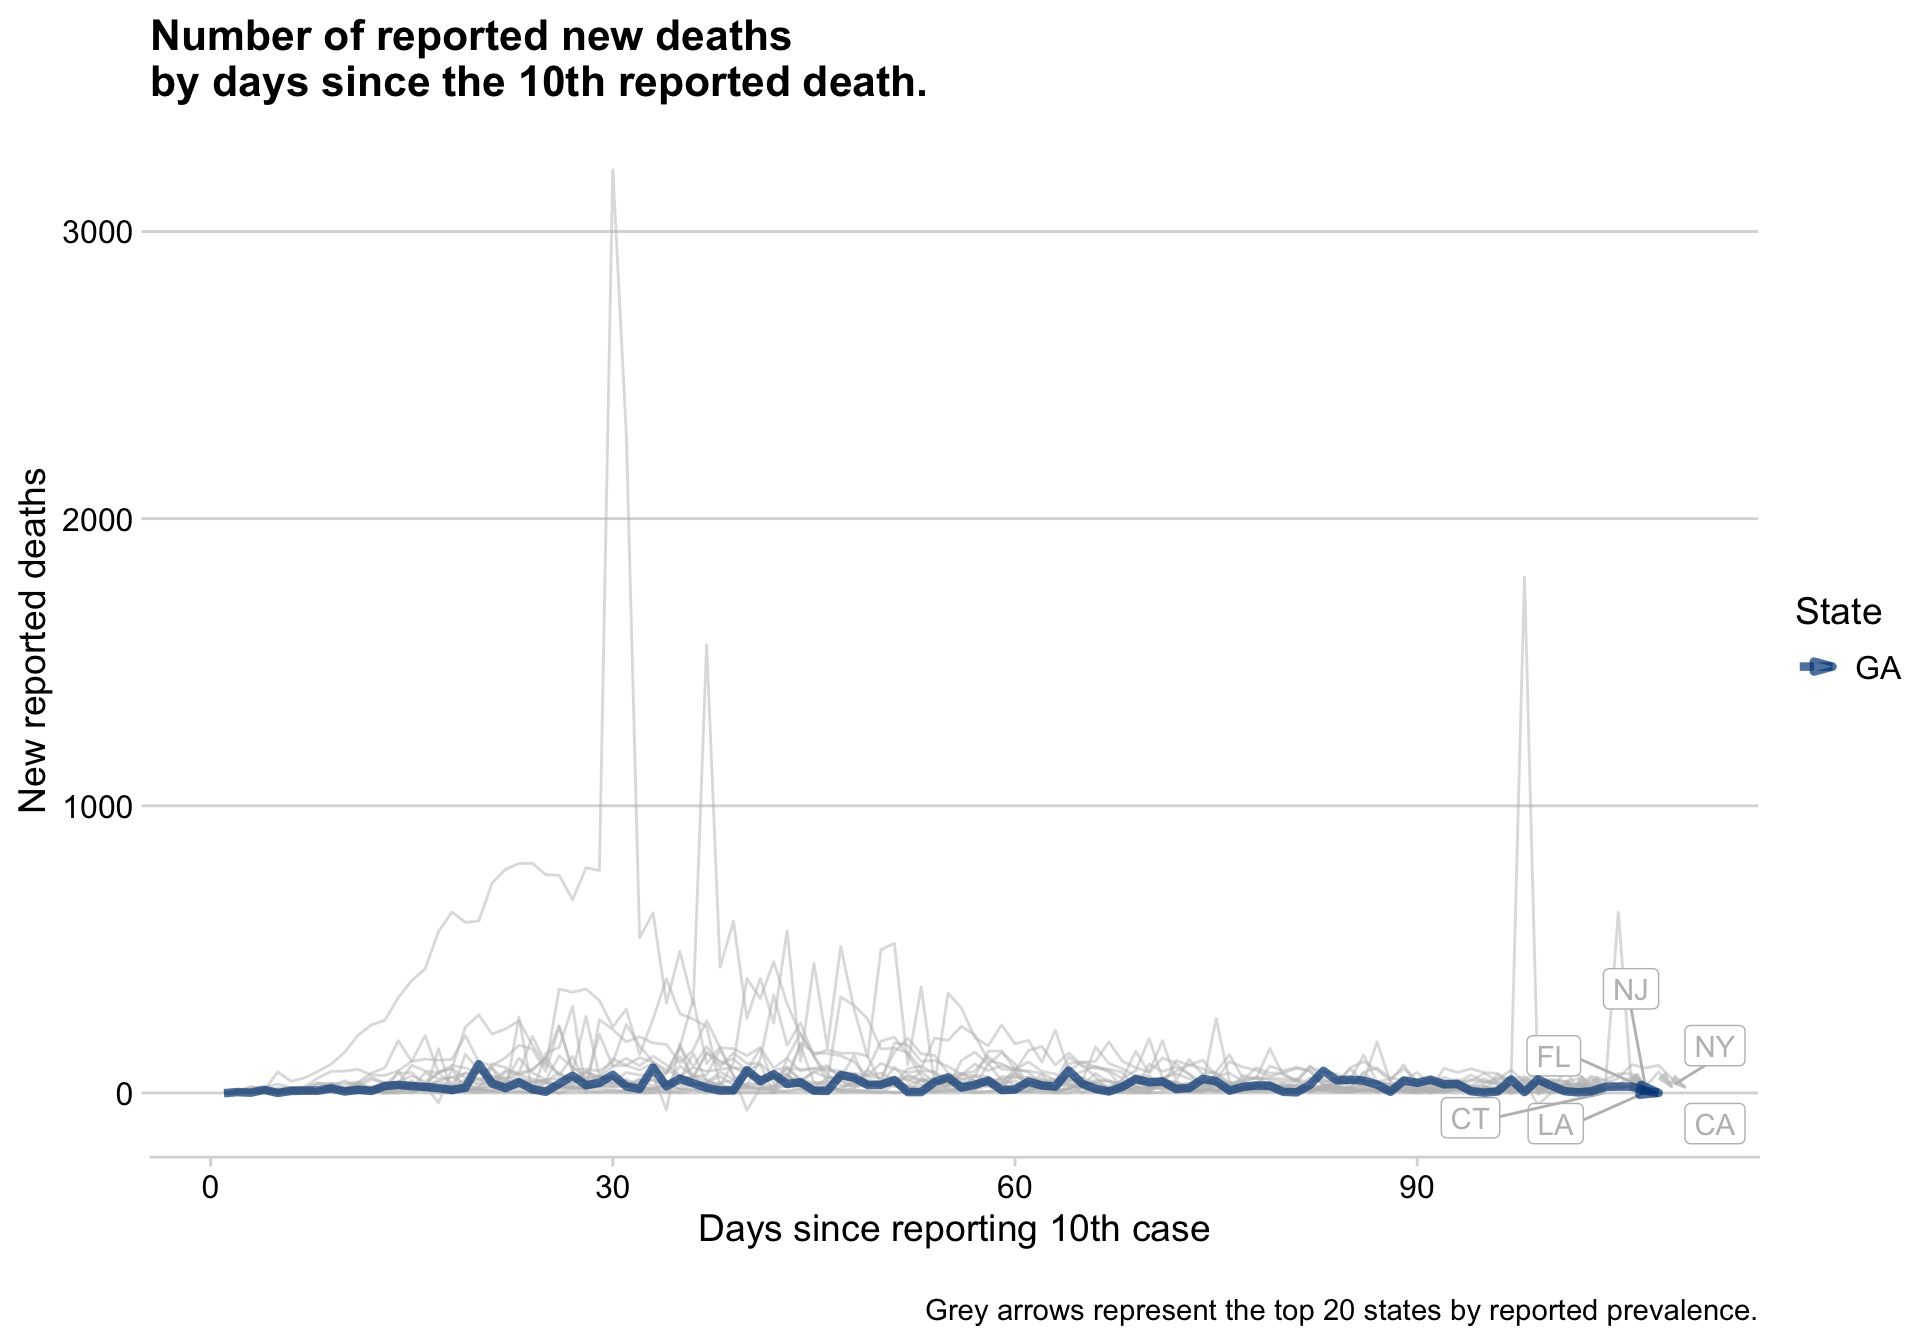 Number of reported new deaths
by days since the 10th reported death.
New reported deaths
3000
2000
1000
0
NJ
FL
NY
CT
LA
CA
State
GA
0
30
60
90
Days since reporting 10th case
Grey arrows represent the top 20 states by reported prevalence.